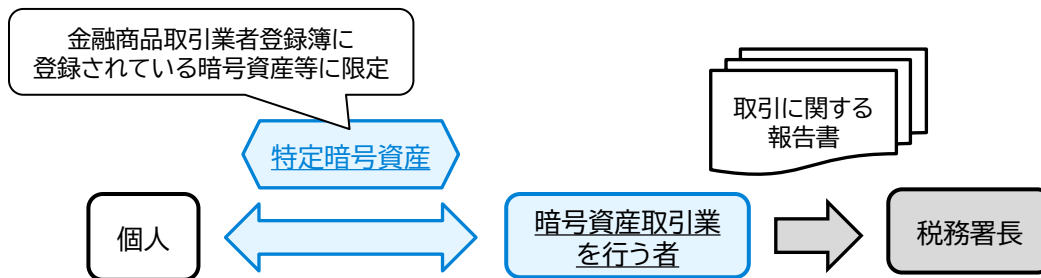 金融商品取引業者登録簿に
登録されている暗号資産等に限定
取引に関する
報告書
特定暗号資産
個人
暗号資産取引業
を行う者
税務署長